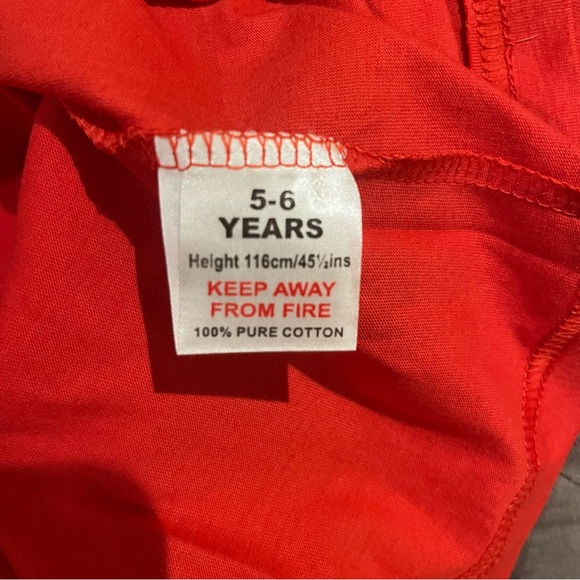 5-6
YEARS
Height 116cm/45½ins
KEEP AWAY
FROM FIRE
100% PURE COTTON